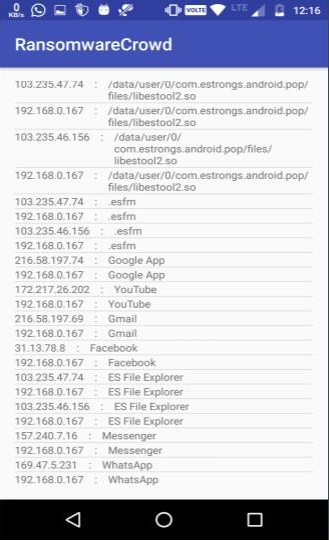 0
KB/s
VOLTE
LTE
12:16
RansomwareCrowd
103.235.47.74 : /data/user/0/com.estrongs.android.pop/
files/libestool2.so
192.168.0.167 : /data/user/0/com.estrongs.android.pop/
files/libestool2.so
103.235.46.156 : /data/user/0/
com.estrongs.android.pop/files/
libestool2.so
192.168.0.167 : /data/user/0/com.estrongs.android.pop/
files/libestool2.so
103.235.47.74 : .esfm
192.168.0.167 : .esfm
103.235.46.156 : .esfm
192.168.0.167 : .esfm
216.58.197.74 : Google App
192.168.0.167 : Google App
172.217.26.202 : YouTube
192.168.0.167 : YouTube
216.58.197.69 : Gmail
192.168.0.167 : Gmail
31.13.78.8 : Facebook
192.168.0.167 : Facebook
103.235.47.74 : ES File Explorer
192.168.0.167 : ES File Explorer
103.235.46.156 : ES File Explorer
192.168.0.167 : ES File Explorer
157.240.7.16 : Messenger
192.168.0.167 : Messenger
169.47.5.231 : WhatsApp
192.168.0.167 : WhatsApp